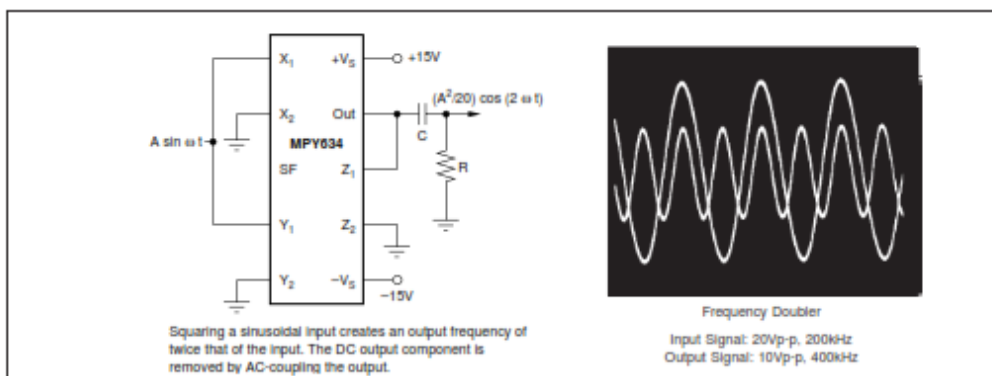 X1
+VS
+15V
X2
Out
(A²/20) cos (2 ω t)
C
A sin ω t
MPY634
SF
Z1
R
Y1
Z2
Y2
−VS
−15V
Squaring a sinusoidal input creates an output frequency of
twice that of the input. The DC output component is
removed by AC-coupling the output.
Frequency Doubler
Input Signal: 20Vp-p, 200kHz
Output Signal: 10Vp-p, 400kHz